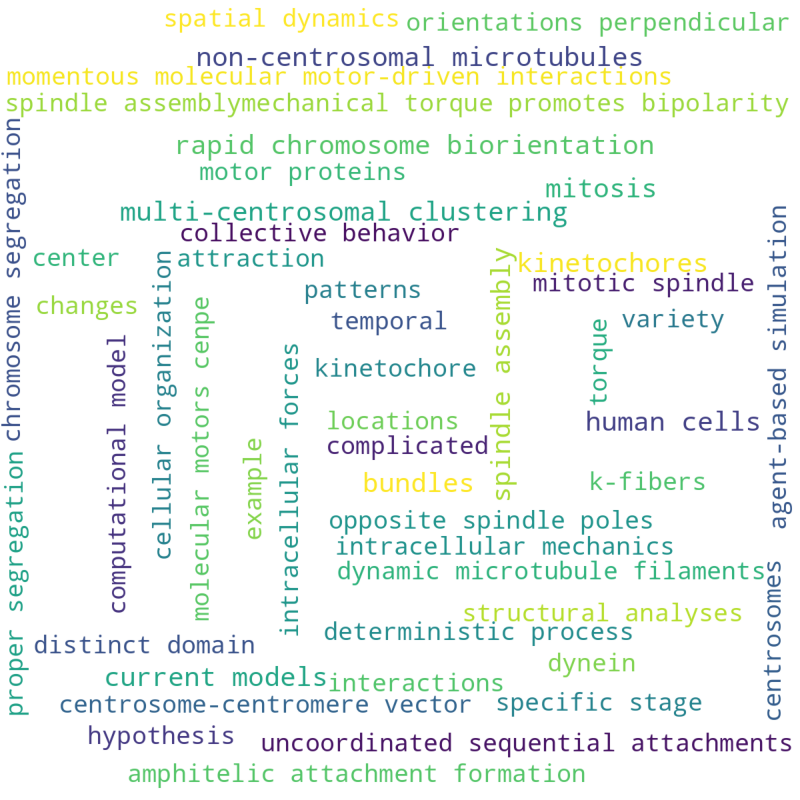 spatial dynamics
orientations perpendicular
non-centrosomal microtubules
momentous molecular motor-driven interactions
spindle assemblymechanical torque promotes bipolarity
chromosome segregation
rapid chromosome biorientation
motor proteins
mitosis
multi-centrosomal clustering
collective behavior
center
attraction
kinetochores
mitotic spindle
agent-based simulation
changes
cellular organization
patterns
spindle assembly
temporal
torque
variety
molecular motors cenpe
computational model
intracellular forces
kinetochore
locations
human cells
complicated
example
bundles
k-fibers
proper segregation
opposite spindle poles
intracellular mechanics
dynamic microtubule filaments
centrosomes
structural analyses
deterministic process
distinct domain
dynein
current models
interactions
centrosome-centromere vector
specific stage
hypothesis
uncoordinated sequential attachments
amphitelic attachment formation